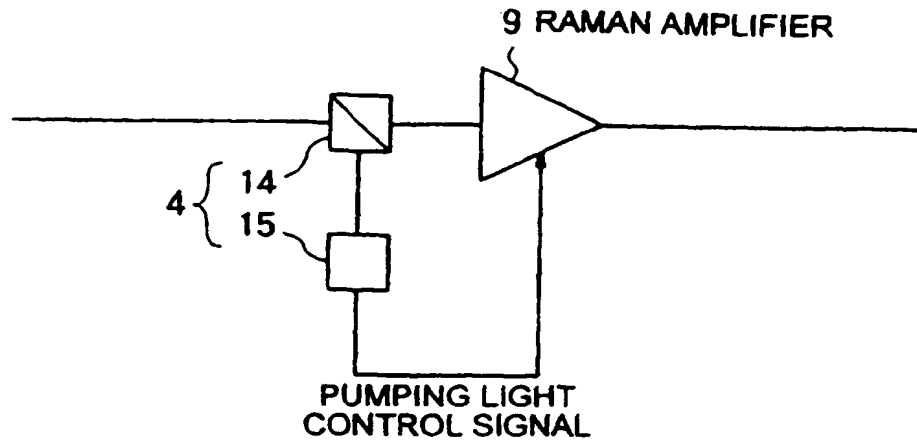 9 RAMAN AMPLIFIER
14
4
15
PUMPING LIGHT
CONTROL SIGNAL